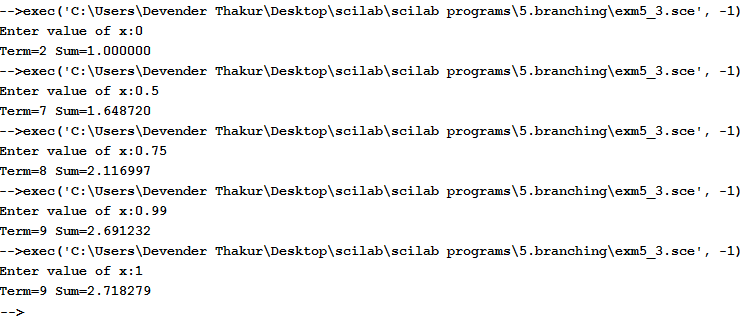 -->exec('C:\Users\Devender Thakur\Desktop\scilab\scilab programs\5.branching\exm5_3.sce', -1)
Enter value of x:0
Term=2 Sum=1.000000
-->exec('C:\Users\Devender Thakur\Desktop\scilab\scilab programs\5.branching\exm5_3.sce', -1)
Enter value of x:0.5
Term=7 Sum=1.648720
-->exec('C:\Users\Devender Thakur\Desktop\scilab\scilab programs\5.branching\exm5_3.sce', -1)
Enter value of x:0.75
Term=8 Sum=2.116997
-->exec('C:\Users\Devender Thakur\Desktop\scilab\scilab programs\5.branching\exm5_3.sce', -1)
Enter value of x:0.99
Term=9 Sum=2.691232
-->exec('C:\Users\Devender Thakur\Desktop\scilab\scilab programs\5.branching\exm5_3.sce', -1)
Enter value of x:1
Term=9 Sum=2.718279
-->